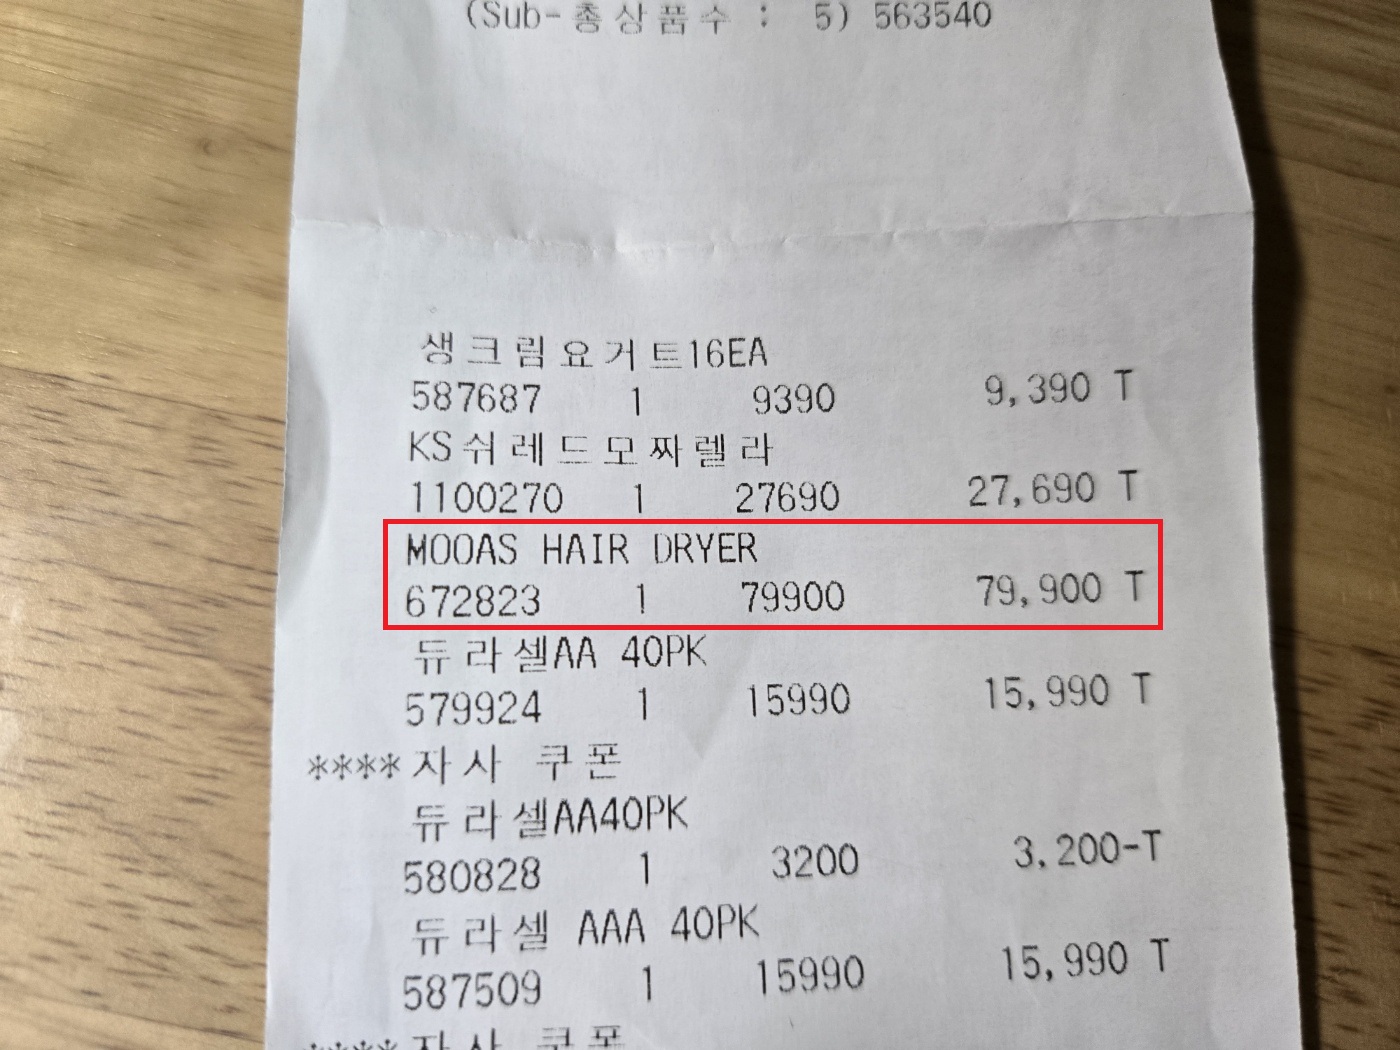 (Sub-총상품수 : 5) 563540
생크림요거트16EA
587687 1 9390 9,390 T
KS쉬레드모짜렐라
1100270 1 27690 27,690 T
MOOAS HAIR DRYER
672823 1 79900 79,900 T
듀라셀AA 40PK
579924 1 15990 15,990 T
****자사 쿠폰
듀라셀AA40PK
580828 1 3200 3,200-T
듀라셀 AAA 40PK
587509 1 15990 15,990 T
****자사 쿠폰